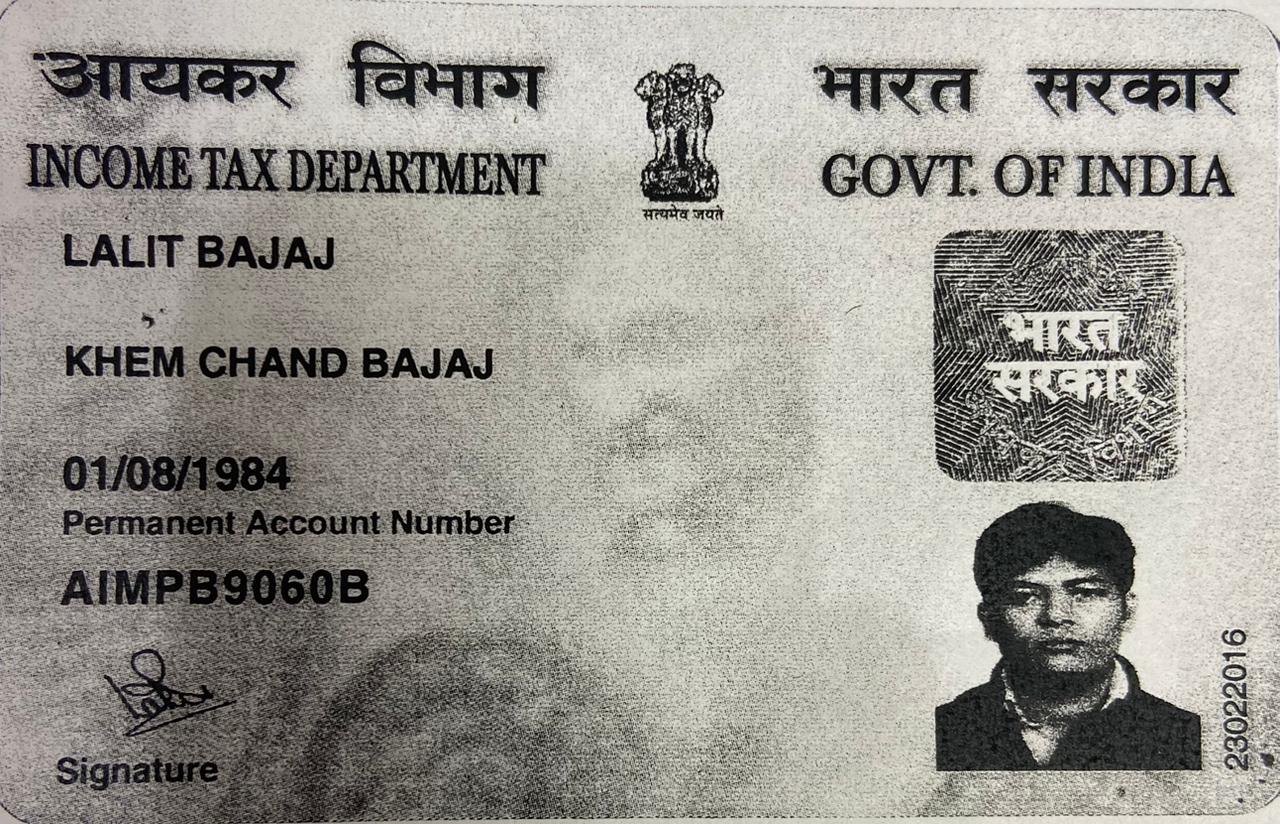 आयकर विभाग
INCOME TAX DEPARTMENT
सत्यमेव जयते
भारत सरकार
GOVT. OF INDIA
LALIT BAJAJ
KHEM CHAND BAJAJ
01/08/1984
Permanent Account Number
AIMPB9060B
Signature
भारत
सरकार
23022016